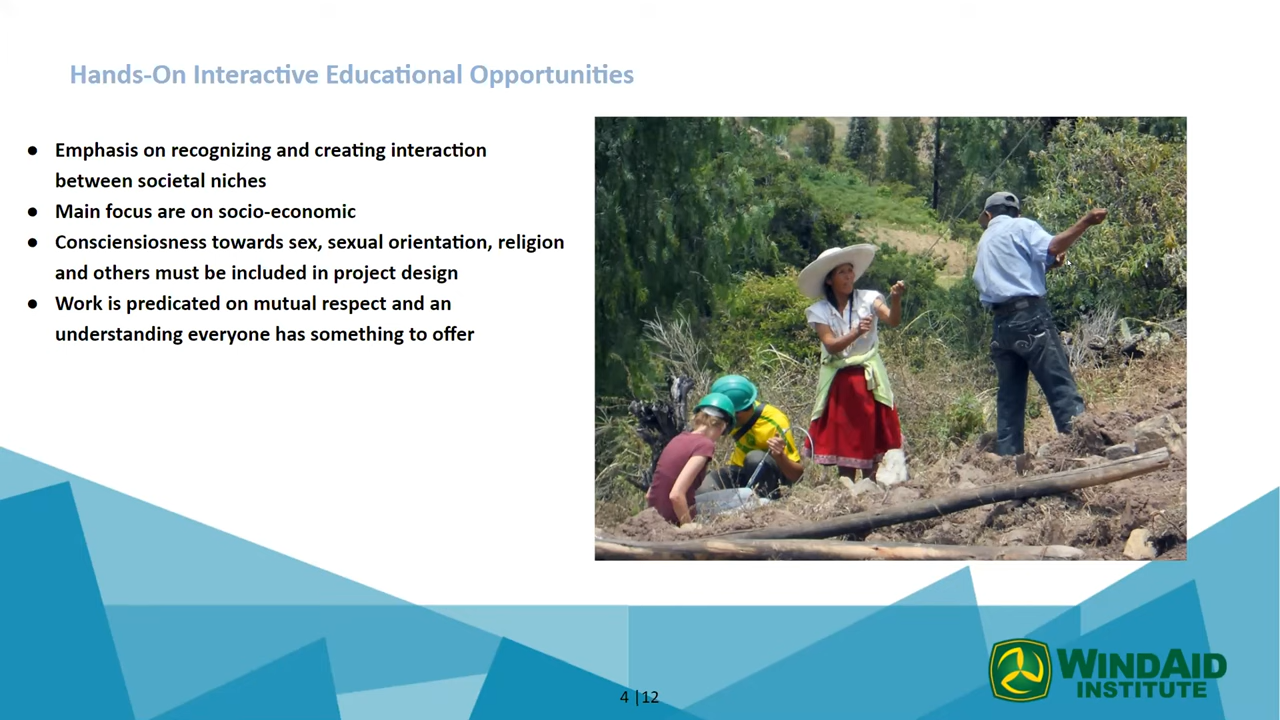 Hands-On Interactive Educational Opportunities
● Emphasis on recognizing and creating interaction
between societal niches
● Main focus are on socio-economic
● Consciensiosness towards sex, sexual orientation, religion
and others must be included in project design
● Work is predicated on mutual respect and an
understanding everyone has something to offer
WINDAID
INSTITUTE
4 |12